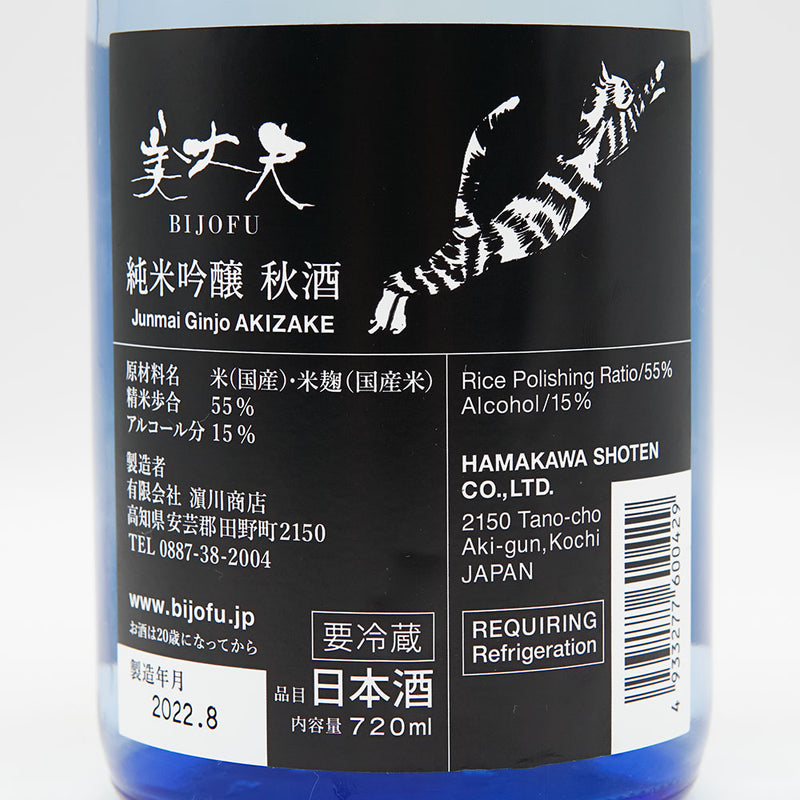 美丈夫
BIJOFU
純米吟醸 秋酒
Junmai Ginjo AKIZAKE
原材料名 米(国産)・米麹(国産米)
精米歩合 55%
アルコール分 15%
製造者
有限会社 濵川商店
高知県安芸郡田野町2150
TEL 0887-38-2004
www.bijofu.jp
お酒は20歳になってから
製造年月
2022.8
要冷蔵
品目 日本酒
内容量 720ml
Rice Polishing Ratio/55%
Alcohol/15%
HAMAKAWA SHOTEN
CO.,LTD.
2150 Tano-cho
Aki-gun,Kochi
JAPAN
REQUIRING
Refrigeration
4 933277 600429